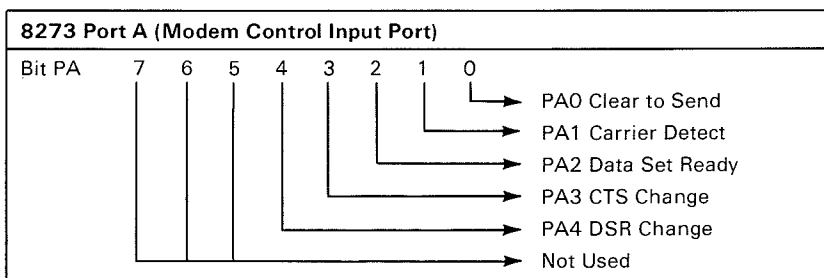 8273 Port A (Modem Control Input Port)
Bit PA 7 6 5 4 3 2 1 0
PA0 Clear to Send
PA1 Carrier Detect
PA2 Data Set Ready
PA3 CTS Change
PA4 DSR Change
Not Used